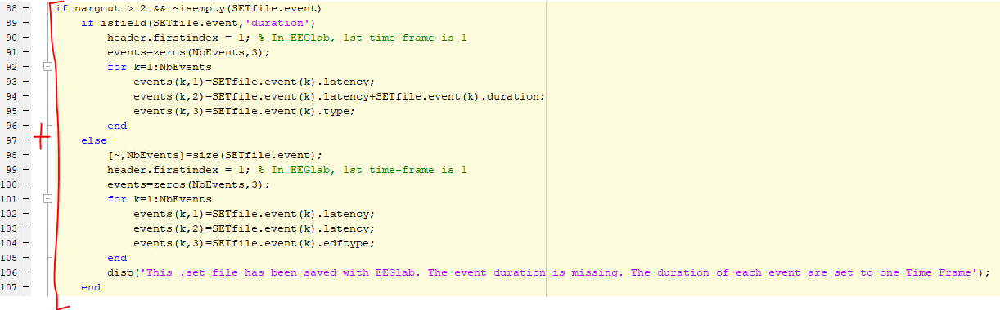 88 – if nargout > 2 && ~isempty(SETfile.event)
89 –     if isfield(SETfile.event,'duration')
90 –         header.firstindex = 1; % In EEGlab, 1st time-frame is 1
91 –         events=zeros(NbEvents,3);
92 –         for k=1:NbEvents
93 –             events(k,1)=SETfile.event(k).latency;
94 –             events(k,2)=SETfile.event(k).latency+SETfile.event(k).duration;
95 –             events(k,3)=SETfile.event(k).type;
96 –         end
97 –     else
98 –         [~,NbEvents]=size(SETfile.event);
99 –         header.firstindex = 1; % In EEGlab, 1st time-frame is 1
100 –         events=zeros(NbEvents,3);
101 –         for k=1:NbEvents
102 –             events(k,1)=SETfile.event(k).latency;
103 –             events(k,2)=SETfile.event(k).latency;
104 –             events(k,3)=SETfile.event(k).edftype;
105 –         end
106 –         disp('This .set file has been saved with EEGlab. The event duration is missing. The duration of each event are set to one Time Frame');
107 –     end